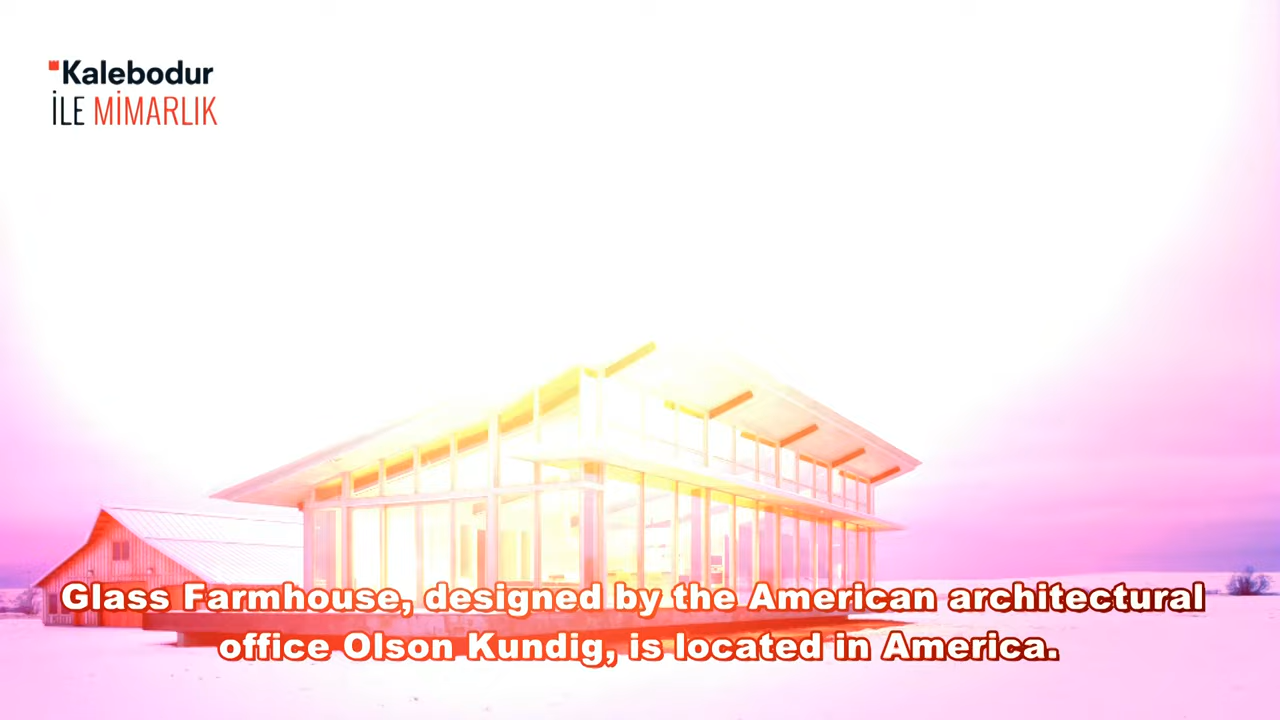 Kalebodur
İLE MİMARLIK
Glass Farmhouse, designed by the American architectural
office Olson Kundig, is located in America.